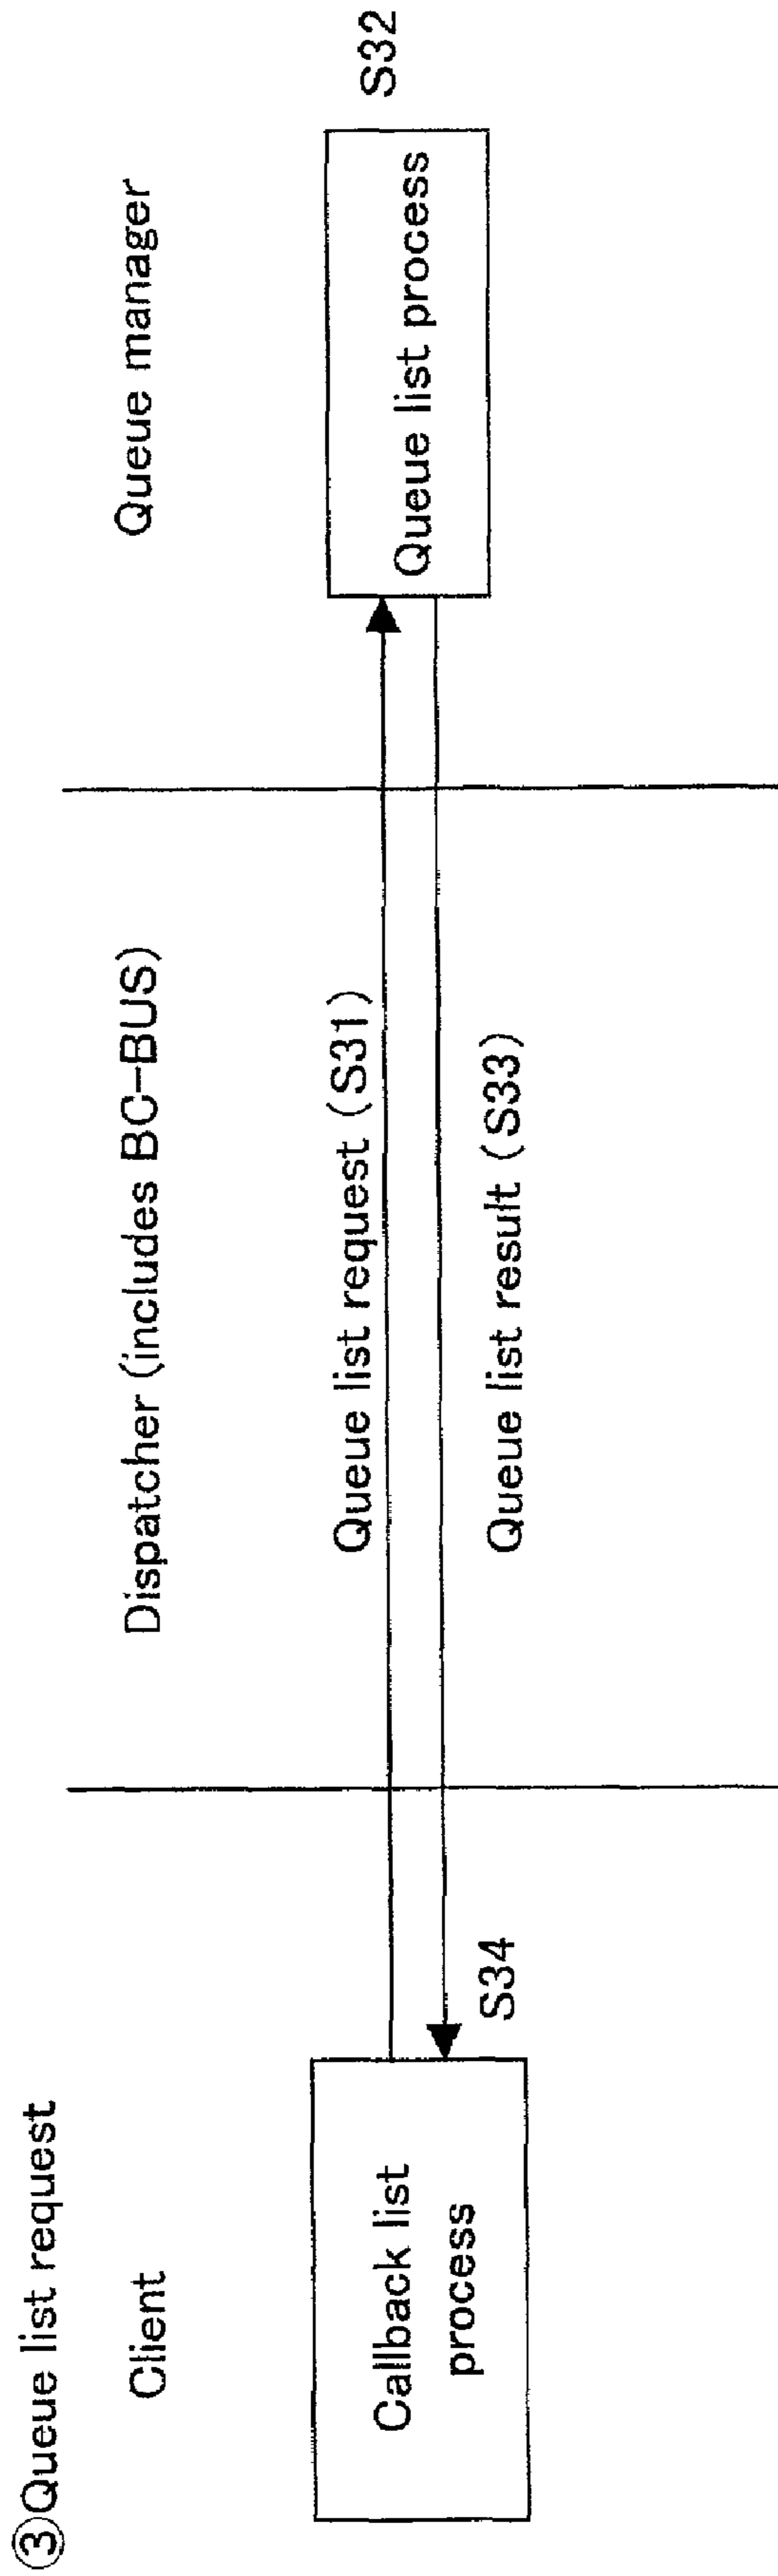 ③Queue list request
Client
Dispatcher (includes BC-BUS)
Queue manager
Callback list
process
S34
Queue list request (S31)
Queue list result (S33)
Queue list process
S32